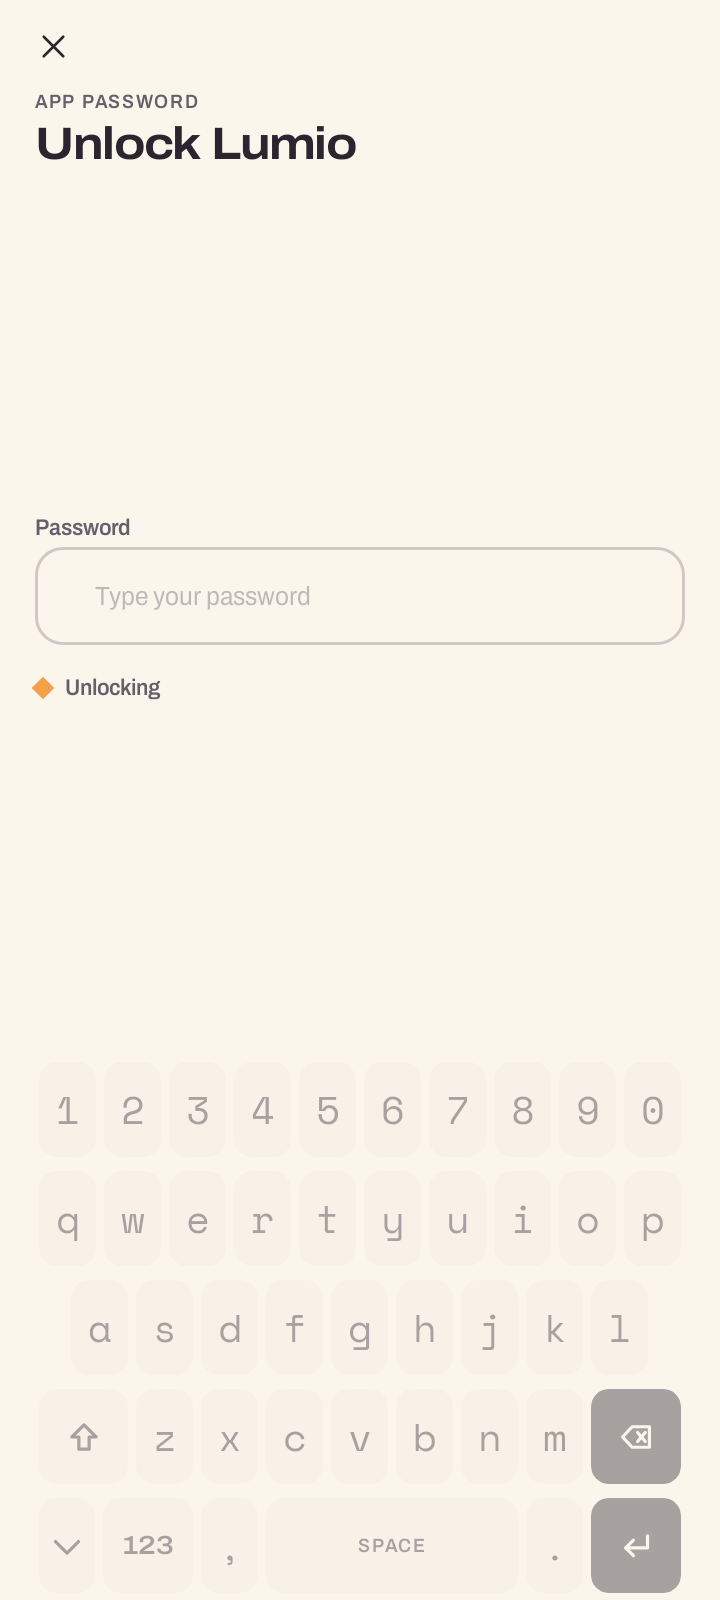 APP PASSWORD
Unlock Lumio
Password
Type your password
Unlocking
1 2 3 4 5 6 7 8 9 0
q w e r t y u i o p
a s d f g h j k l
z x c v b n m
123 , SPACE .